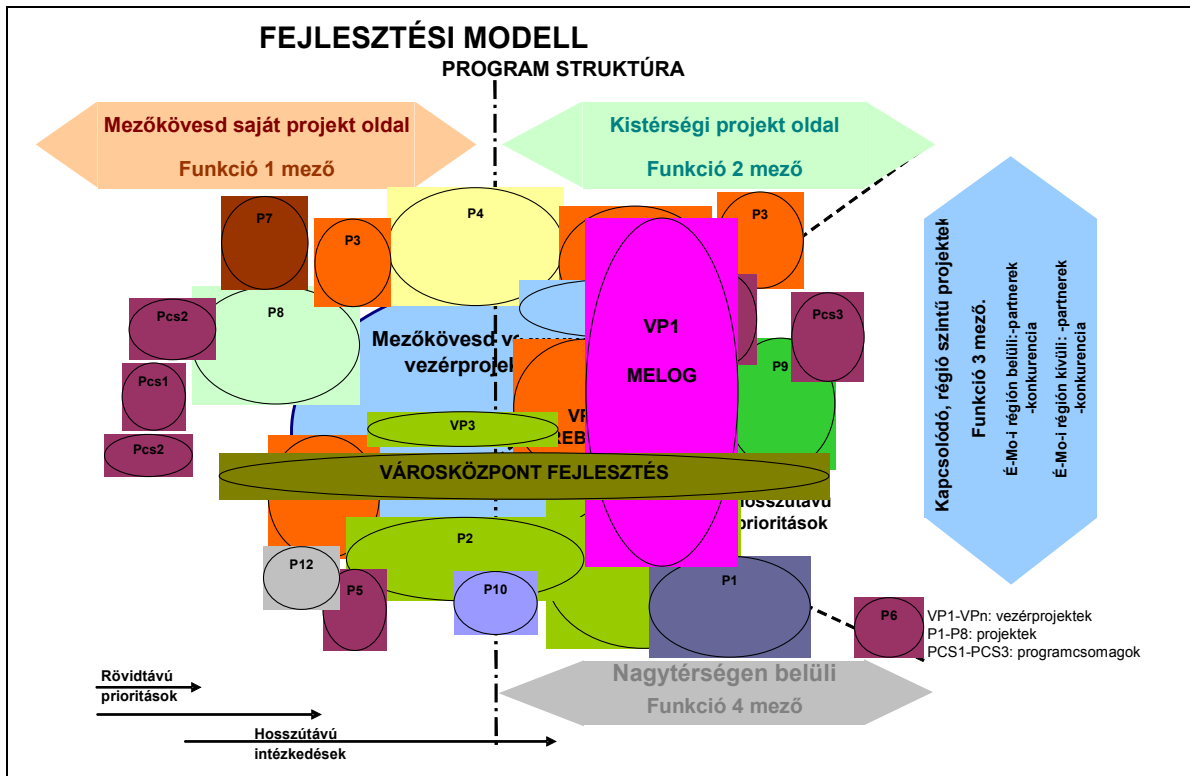 FEJLESZTÉSI MODELL
PROGRAM STRUKTÚRA
Mezőkövesd saját projekt oldal
Funkció 1 mező
Kistérségi projekt oldal
Funkció 2 mező
Kapcsolódó, régió szintű projektek
Funkció 3 mező.
É-Mo-i régión belüli:-partnerek
-konkurencia
É-Mo-i régión kívüli: -partnerek
-konkurencia
P7
P3
P4
P3
Pcs2
P8
Pcs3
Mezőkövesd
vezérprojek
VP1
MELOG
P9
Pcs1
VP3
Pcs2
VÁROSKÖZPONT FEJLESZTÉS
Hosszútávú
prioritások
P2
P12
P5
P10
P1
P6
VP1-VPn: vezérprojektek
P1-P8: projektek
PCS1-PCS3: programcsomagok
Nagytérségen belüli
Funkció 4 mező
Rövidtávú
prioritások
Hosszútávú
intézkedések